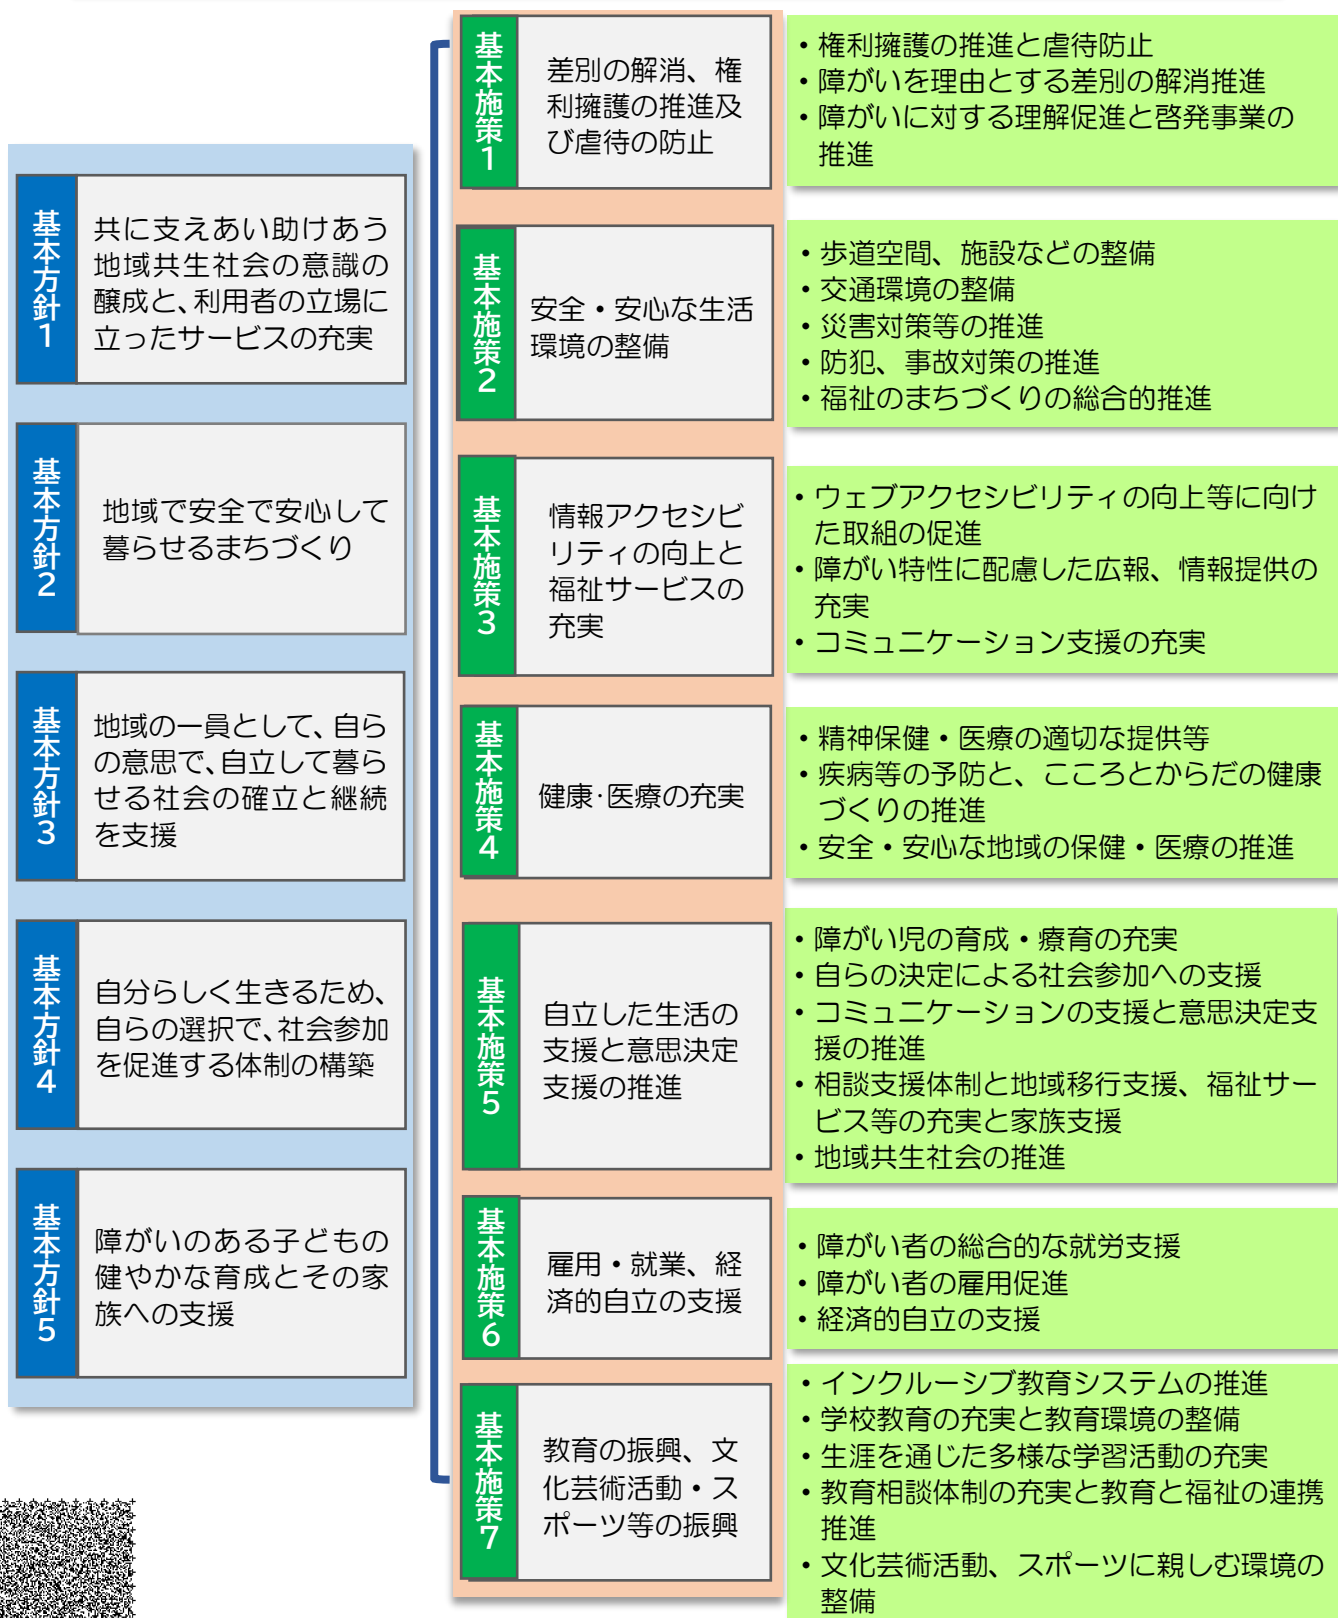 基本方針1
共に支えあい助けあう
地域共生社会の意識の
醸成と、利用者の立場に
立ったサービスの充実
基本方針2
地域で安全で安心して
暮らせるまちづくり
基本方針3
地域の一員として、自ら
の意思で、自立して暮ら
せる社会の確立と継続
を支援
基本方針4
自分らしく生きるため、
自らの選択で、社会参加
を促進する体制の構築
基本方針5
障がいのある子どもの
健やかな育成とその家
族への支援
基本施策1
差別の解消、権
利擁護の推進及
び虐待の防止
・権利擁護の推進と虐待防止
・障がいを理由とする差別の解消推進
・障がいに対する理解促進と啓発事業の
推進
基本施策2
安全・安心な生活
環境の整備
・歩道空間、施設などの整備
・交通環境の整備
・災害対策等の推進
・防犯、事故対策の推進
・福祉のまちづくりの総合的推進
基本施策3
情報アクセシビ
リティの向上と
福祉サービスの
充実
・ウェブアクセシビリティの向上等に向け
た取組の促進
・障がい特性に配慮した広報、情報提供の
充実
・コミュニケーション支援の充実
基本施策4
健康・医療の充実
・精神保健・医療の適切な提供等
・疾病等の予防と、こころとからだの健康
づくりの推進
・安全・安心な地域の保健・医療の推進
基本施策5
自立した生活の
支援と意思決定
支援の推進
・障がい児の育成・療育の充実
・自らの決定による社会参加への支援
・コミュニケーションの支援と意思決定支
援の推進
・相談支援体制と地域移行支援、福祉サー
ビス等の充実と家族支援
・地域共生社会の推進
基本施策6
雇用・就業、経
済的自立の支援
・障がい者の総合的な就労支援
・障がい者の雇用促進
・経済的自立の支援
基本施策7
教育の振興、文
化芸術活動・ス
ポーツ等の振興
・インクルーシブ教育システムの推進
・学校教育の充実と教育環境の整備
・生涯を通じた多様な学習活動の充実
・教育相談体制の充実と教育と福祉の連携
推進
・文化芸術活動、スポーツに親しむ環境の
整備